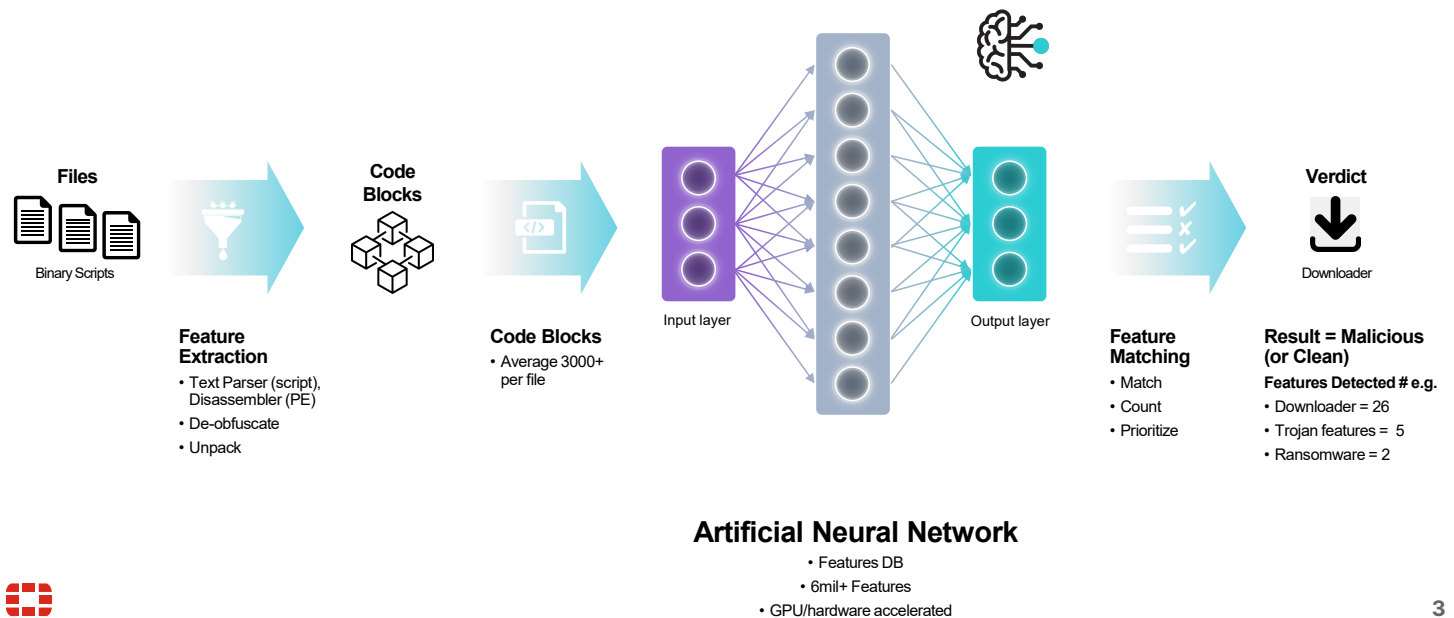 Files
Binary Scripts
Feature
Extraction
• Text Parser (script),
Disassembler (PE)
• De-obfuscate
• Unpack
Code
Blocks
</>
Code Blocks
• Average 3000+
per file
Input layer
Output layer
Artificial Neural Network
• Features DB
• 6mil+ Features
• GPU/hardware accelerated
Feature
Matching
• Match
• Count
• Prioritize
Verdict
Downloader
Result = Malicious
(or Clean)
Features Detected # e.g.
• Downloader = 26
• Trojan features = 5
• Ransomware = 2
3